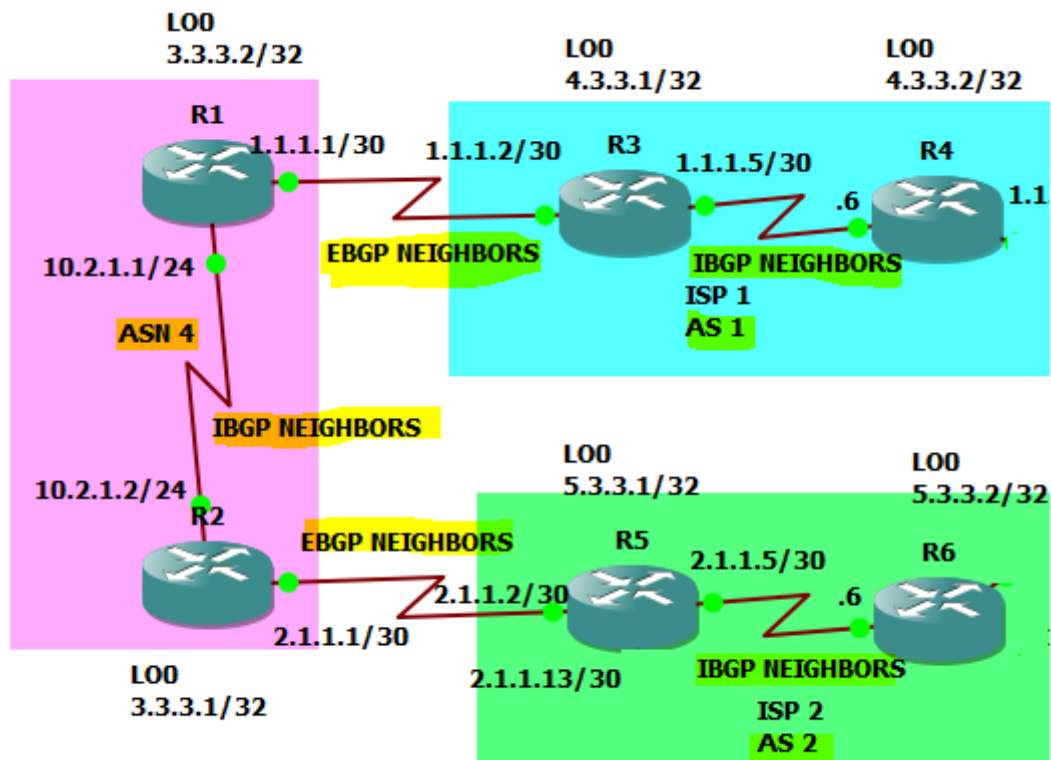 LO0
3.3.3.2/32
LO0
4.3.3.1/32
LO0
4.3.3.2/32
R1
R3
R4
1.1.1.1/30
1.1.1.2/30
1.1.1.5/30
.6
1.1.
10.2.1.1/24
EBGP NEIGHBORS
IBGP NEIGHBORS
ISP 1
AS 1
ASN 4
IBGP NEIGHBORS
LO0
5.3.3.1/32
LO0
5.3.3.2/32
10.2.1.2/24
R2
EBGP NEIGHBORS
R5
R6
2.1.1.5/30
2.1.1.2/30
.6
2.1.1.1/30
2.1.1.13/30
IBGP NEIGHBORS
LO0
3.3.3.1/32
ISP 2
AS 2